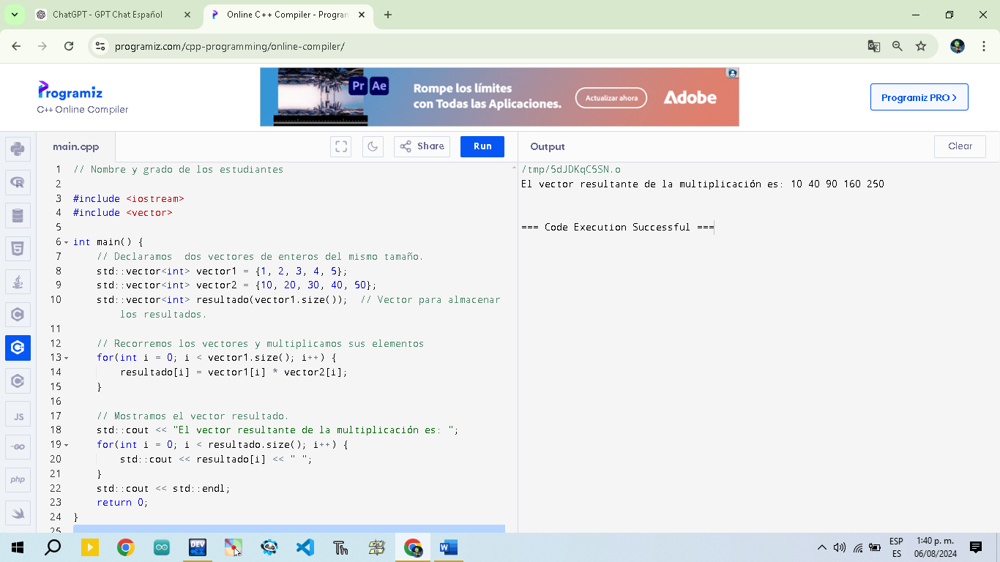 ChatGPT - GPT Chat Español
Online C++ Compiler - Program
programiz.com/cpp-programming/online-compiler/
Programiz
C++ Online Compiler
Pr Ae
Rompe los límites
con Todas las Aplicaciones.
Actualizar ahora
Adobe
Programiz PRO >
main.cpp
Share
Run
Output
Clear
1 // Nombre y grado de los estudiantes
2
3 #include <iostream>
4 #include <vector>
5
6 int main() {
7 // Declaramos  dos vectores de enteros del mismo tamaño.
8 std::vector<int> vector1 = {1, 2, 3, 4, 5};
9 std::vector<int> vector2 = {10, 20, 30, 40, 50};
10 std::vector<int> resultado(vector1.size());  // Vector para almacenar
los resultados.
11
12 // Recorremos los vectores y multiplicamos sus elementos
13 for(int i = 0; i < vector1.size(); i++) {
14 resultado[i] = vector1[i] * vector2[i];
15 }
16
17 // Mostramos el vector resultado.
18 std::cout << "El vector resultante de la multiplicación es: ";
19 for(int i = 0; i < resultado.size(); i++) {
20 std::cout << resultado[i] << " ";
21 }
22 std::cout << std::endl;
23 return 0;
24 }
25
/tmp/5dJDKqC5SN.o
El vector resultante de la multiplicación es: 10 40 90 160 250
=== Code Execution Successful ===
JS
GO
php
DEV
Th
W
ESP
ES
1:40 p. m.
06/08/2024